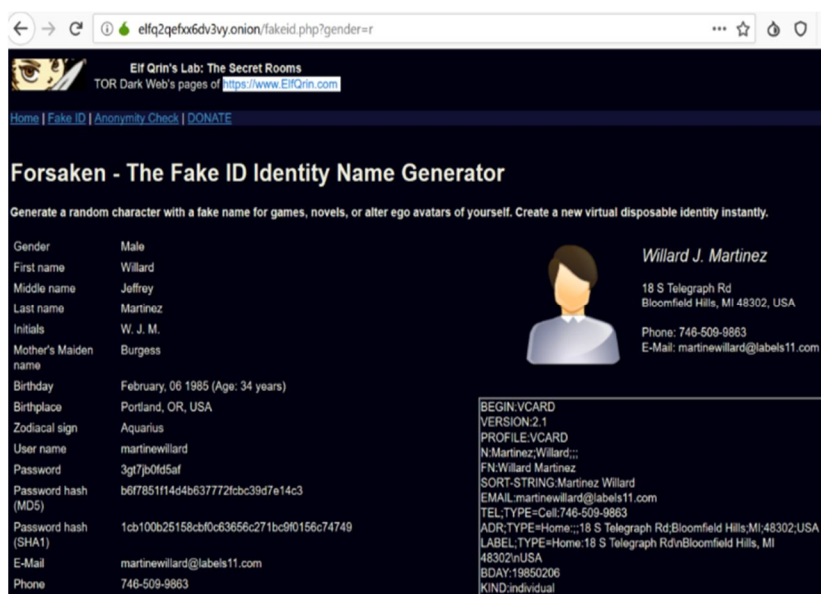 elfq2qefxx6dv3vy.onion/fakeid.php?gender=r
Elf Qrin's Lab: The Secret Rooms
TOR Dark Web's pages of https://www.ElfQrin.com
Home | Fake ID | Anonymity Check | DONATE
Forsaken - The Fake ID Identity Name Generator
Generate a random character with a fake name for games, novels, or alter ego avatars of yourself. Create a new virtual disposable identity instantly.
Gender Male
First name Willard
Middle name Jeffrey
Last name Martinez
Initials W. J. M.
Mother's Maiden name Burgess
Birthday February, 06 1985 (Age: 34 years)
Birthplace Portland, OR, USA
Zodiacal sign Aquarius
User name martinewillard
Password 3gt7jb0fd5af
Password hash (MD5) b6f7851f14d4b637772fcbc39d7e14c3
Password hash (SHA1) 1cb100b25158cbf0c63656c271bc9f0156c74749
E-Mail martinewillard@labels11.com
Phone 746-509-9863
Willard J. Martinez
18 S Telegraph Rd
Bloomfield Hills, MI 48302, USA
Phone: 746-509-9863
E-Mail: martinewillard@labels11.com
BEGIN:VCARD
VERSION:2.1
PROFILE:VCARD
N:Martinez;Willard;;;
FN:Willard Martinez
SORT-STRING:Martinez Willard
EMAIL:martinewillard@labels11.com
TEL;TYPE=Cell:746-509-9863
ADR;TYPE=Home:;;18 S Telegraph Rd;Bloomfield Hills;MI;48302;USA
LABEL;TYPE=Home:18 S Telegraph Rd\nBloomfield Hills, MI
48302\nUSA
BDAY:19850206
KIND:individual